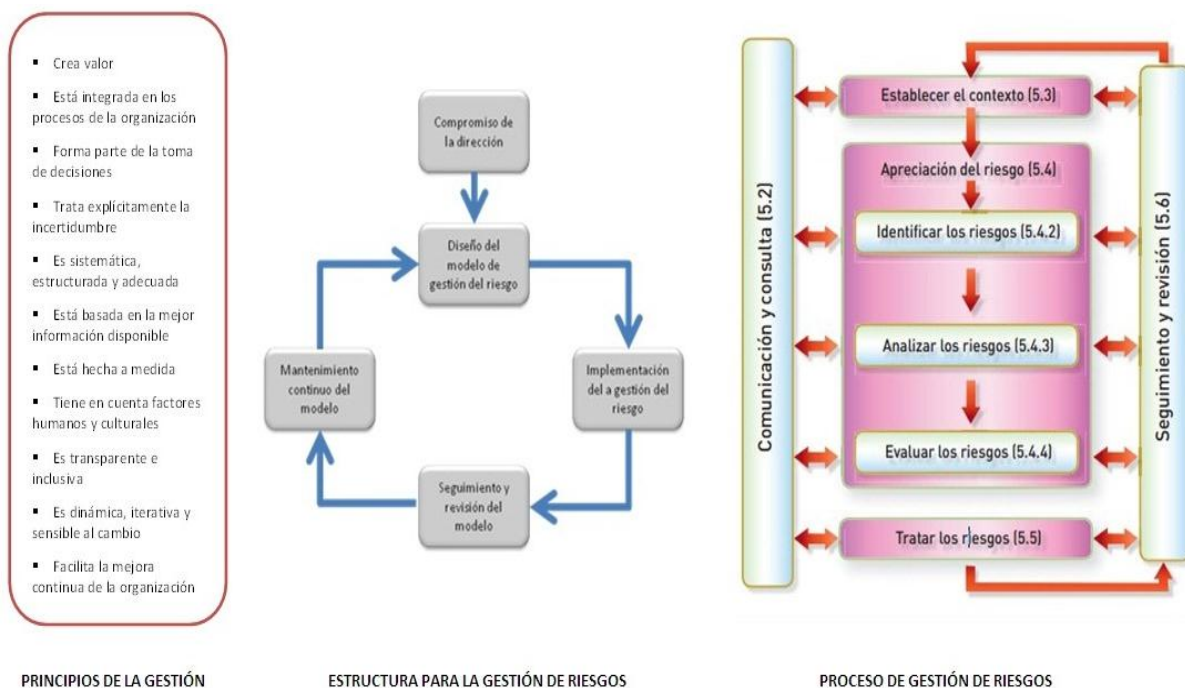 ▪ Crea valor
▪ Está integrada en los
procesos de la organización
▪ Forma parte de la toma
de decisiones
▪ Trata explícitamente la
incertidumbre
▪ Es sistemática,
estructurada y adecuada
▪ Está basada en la mejor
información disponible
▪ Está hecha a medida
▪ Tiene en cuenta factores
humanos y culturales
▪ Es transparente e
inclusiva
▪ Es dinámica, iterativa y
sensible al cambio
▪ Facilita la mejora
continua de la organización
PRINCIPIOS DE LA GESTIÓN
Compromiso de
la dirección
Diseño del
modelo de
gestión del riesgo
Implementación
del a gestión del
riesgo
Seguimiento y
revisión del
modelo
Mantenimiento
continuo del
modelo
ESTRUCTURA PARA LA GESTIÓN DE RIESGOS
Comunicación y consulta (5.2)
Establecer el contexto (5.3)
Apreciación del riesgo (5.4)
Identificar los riesgos (5.4.2)
Analizar los riesgos (5.4.3)
Evaluar los riesgos (5.4.4)
Tratar los riesgos (5.5)
Seguimiento y revisión (5.6)
PROCESO DE GESTIÓN DE RIESGOS